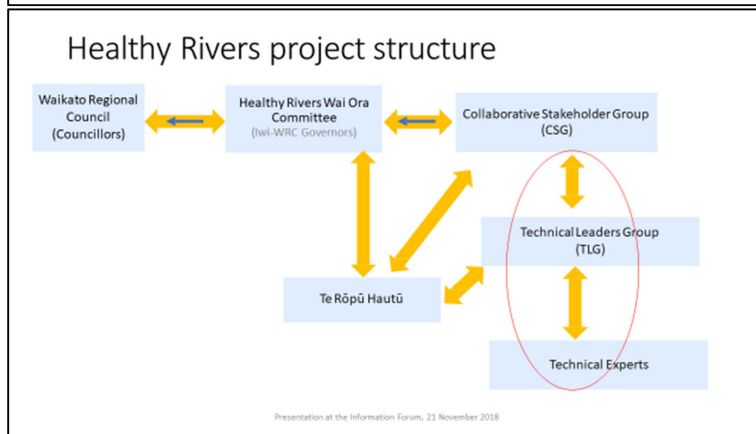 Healthy Rivers project structure
Waikato Regional
Council
(Councillors)
Healthy Rivers Wai Ora
Committee
(Iwi-WRC Governors)
Collaborative Stakeholder Group
(CSG)
Technical Leaders Group
(TLG)
Te Rōpū Hautū
Technical Experts
Presentation at the Information Forum, 21 November 2018